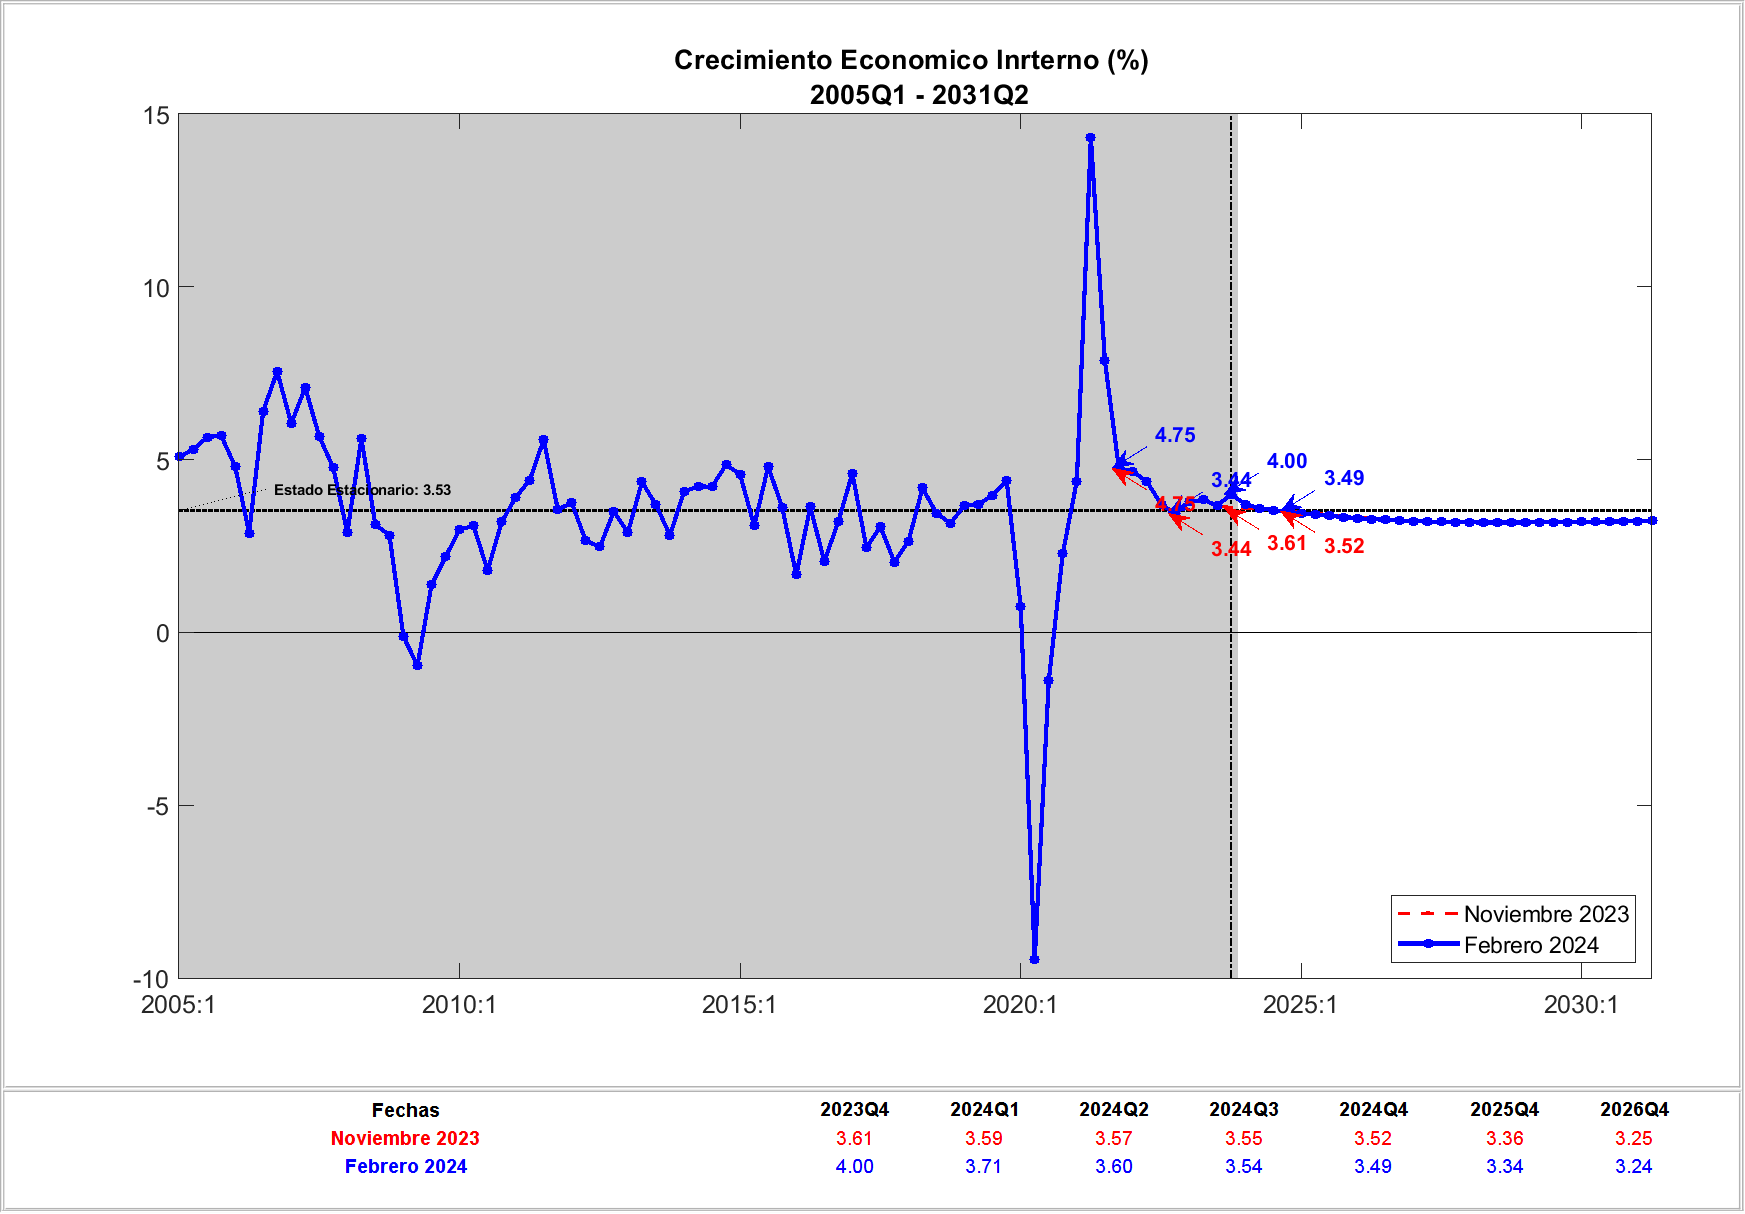 Crecimiento Economico Inrterno (%)
2005Q1 - 2031Q2
15
10
5
0
-5
-10
Estado Estacionario: 3.53
4.75
4.75
3.44
3.44
4.00
3.61
3.49
3.52
Noviembre 2023
Febrero 2024
2005:1 2010:1 2015:1 2020:1 2025:1 2030:1
Fechas 2023Q4 2024Q1 2024Q2 2024Q3 2024Q4 2025Q4 2026Q4
Noviembre 2023 3.61 3.59 3.57 3.55 3.52 3.36 3.25
Febrero 2024 4.00 3.71 3.60 3.54 3.49 3.34 3.24